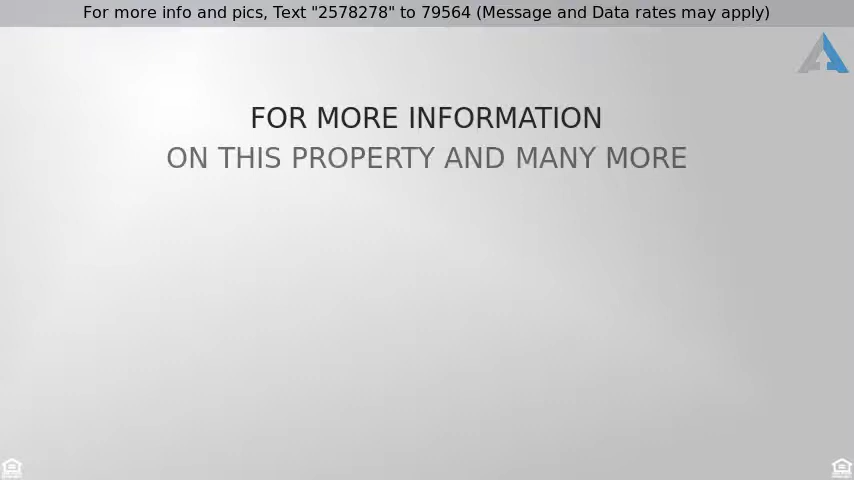 For more info and pics, Text "2578278" to 79564 (Message and Data rates may apply)
FOR MORE INFORMATION
ON THIS PROPERTY AND MANY MORE